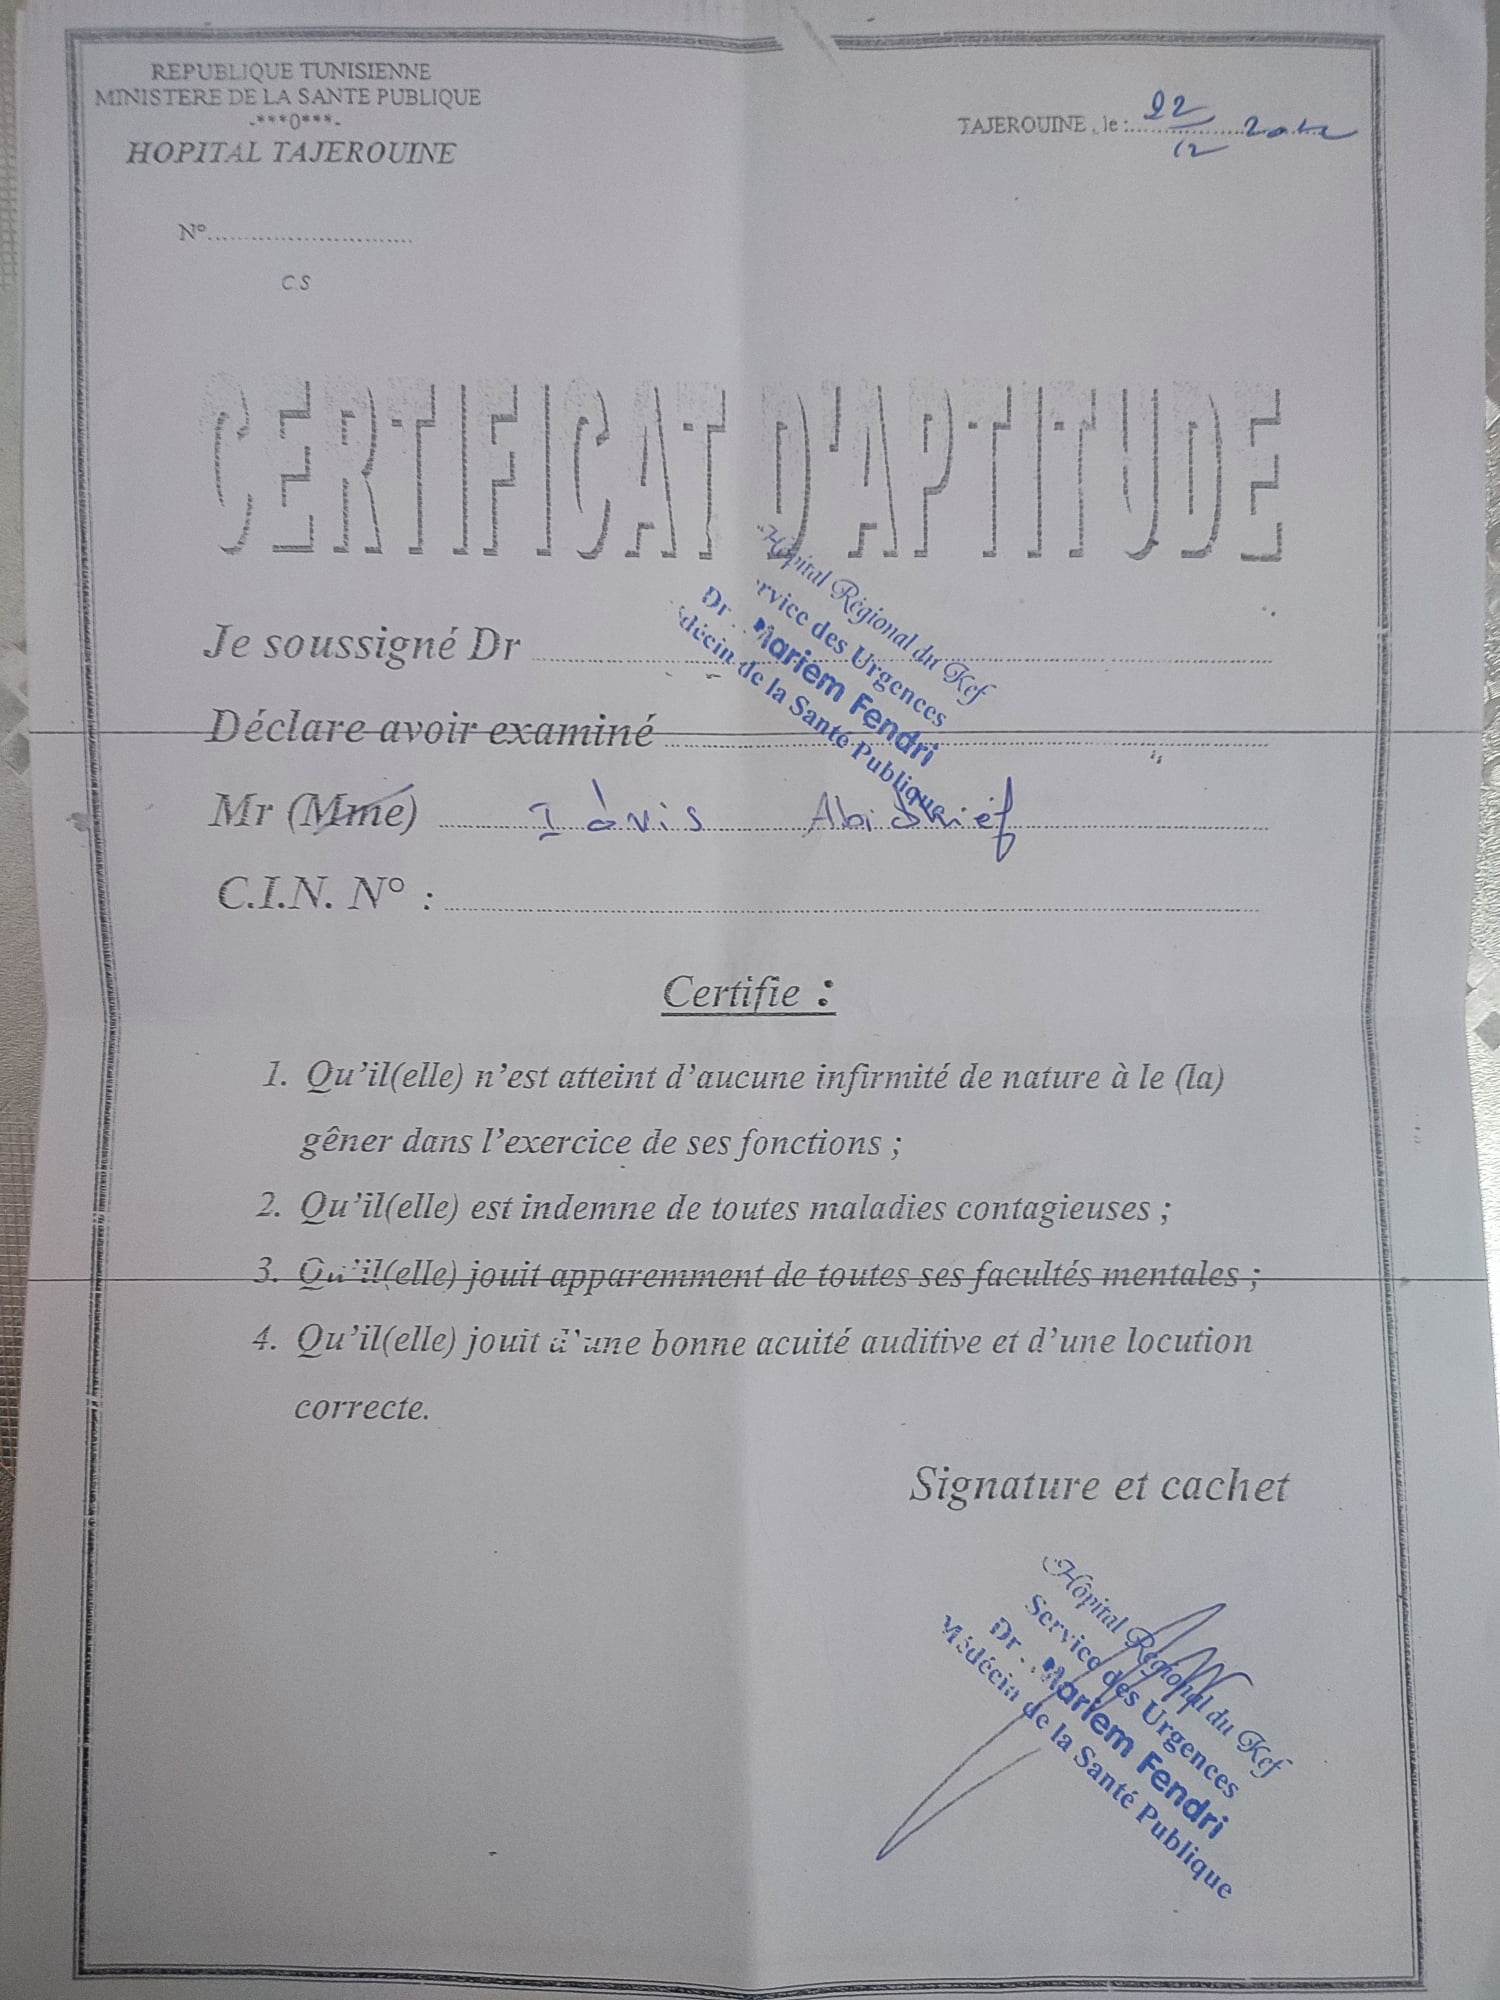 REPUBLIQUE TUNISIENNE
MINISTERE DE LA SANTE PUBLIQUE
-***0***-
HOPITAL TAJEROUINE
TAJEROUINE , le : 22/12
N°
C.S
CERTIFICAT D'APTITUDE
Hôpital Régional du Kef
rvice des Urgences
Dr. Mariem Fendri
décin de la Santé Publique
Je soussigné Dr
Déclare avoir examiné
Mr (Mme)
C.I.N. N° :
Certifie :
1. Qu'il(elle) n'est atteint d'aucune infirmité de nature à le (la)
gêner dans l'exercice de ses fonctions ;
2. Qu'il(elle) est indemne de toutes maladies contagieuses ;
3. Qu'il(elle) jouit apparemment de toutes ses facultés mentales ;
4. Qu'il(elle) jouit d'une bonne acuité auditive et d'une locution
correcte.
Signature et cachet
Hôpital Régional du Kef
Service des Urgences
Dr. Mariem Fendri
Médécin de la Santé Publique